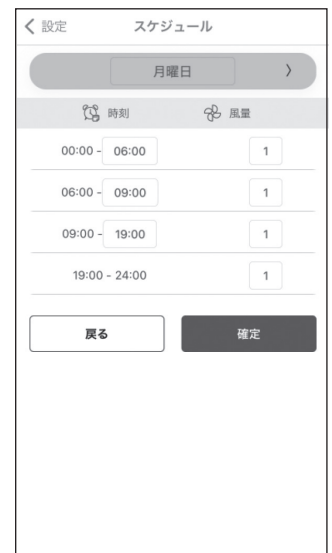 く 設定 スケジュール
月曜日 〉
時刻 風量
00:00 - 06:00 1
06:00 - 09:00 1
09:00 - 19:00 1
19:00 - 24:00 1
戻る 確定